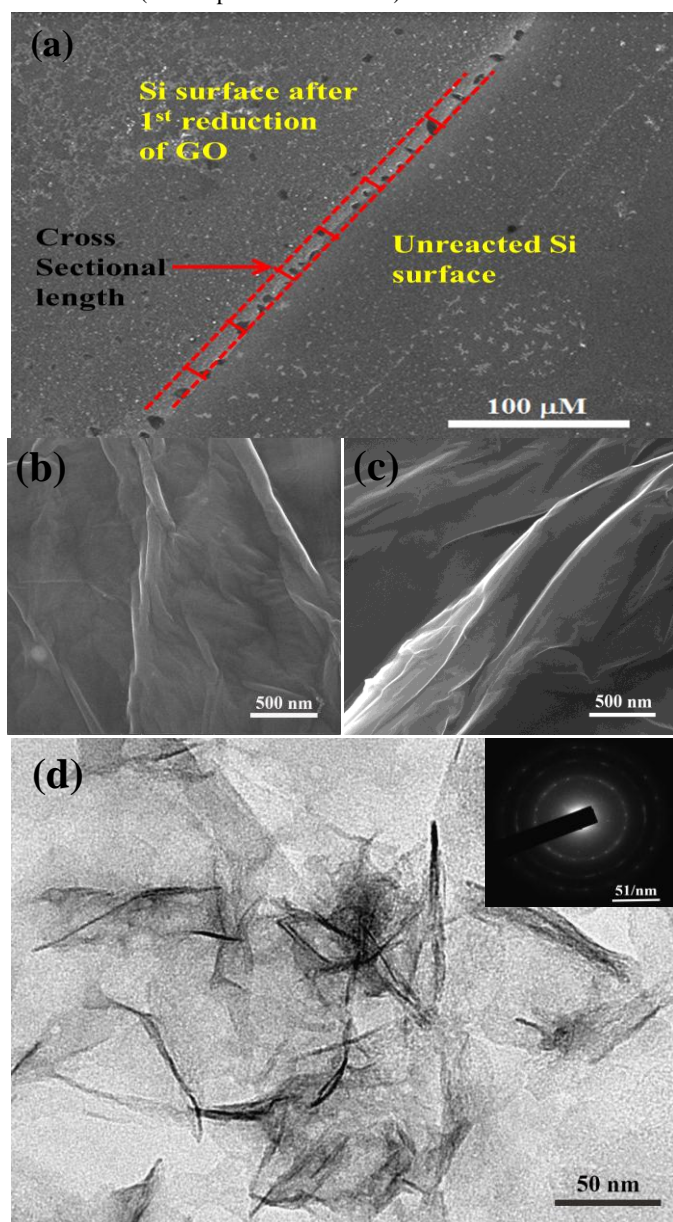 (a)
Si surface after
1st reduction
of GO
Cross
Sectional
length
Unreacted Si
surface
100 μM
(b)
500 nm
(c)
500 nm
(d)
51/nm
50 nm